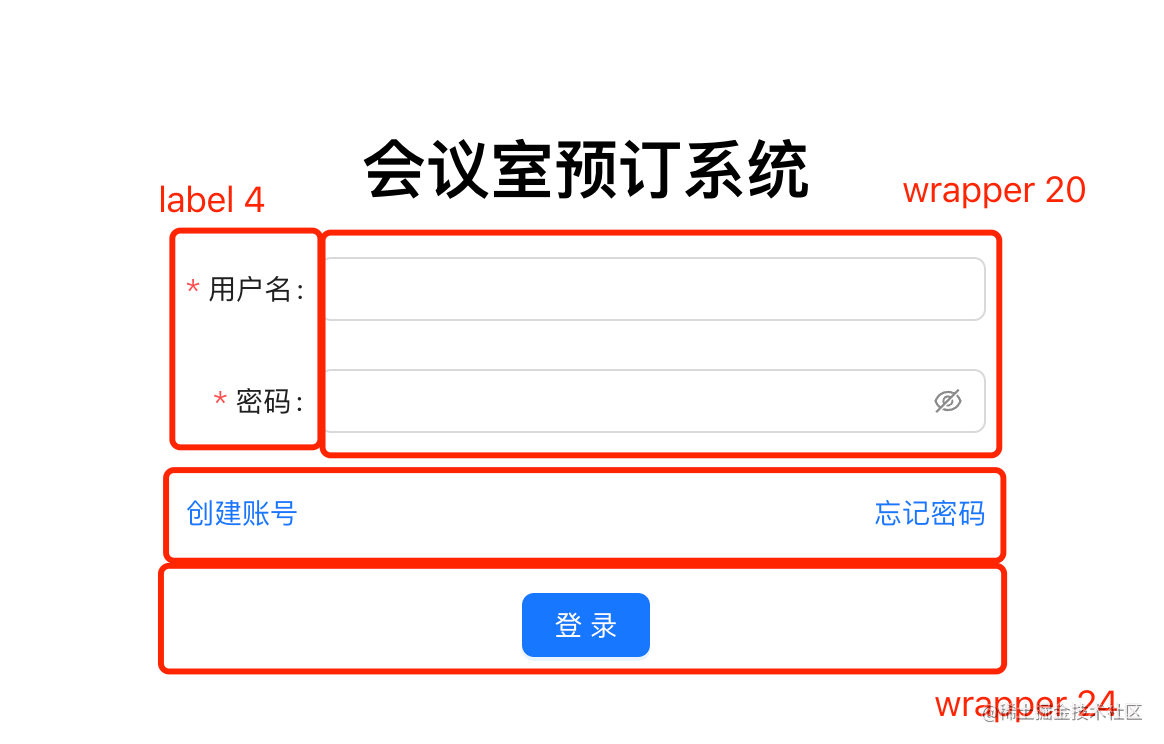 会议室预订系统
label 4
wrapper 20
* 用户名:
* 密码:
创建账号
忘记密码
登 录
wrapper 24
@稀土掘金技术社区